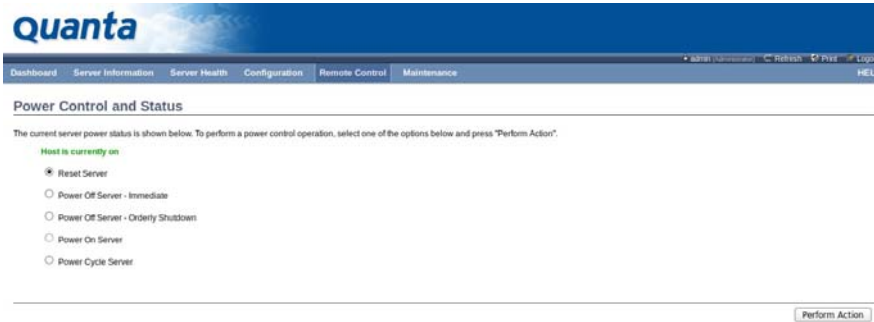 Quanta
• admin (Administrator) Refresh Print
Dashboard Server Information Server Health Configuration Remote Control Maintenance
Power Control and Status
The current server power status is shown below. To perform a power control operation, select one of the options below and press "Perform Action".
Host is currently on
Reset Server
Power Off Server - Immediate
Power Off Server - Orderly Shutdown
Power On Server
Power Cycle Server
Perform Action